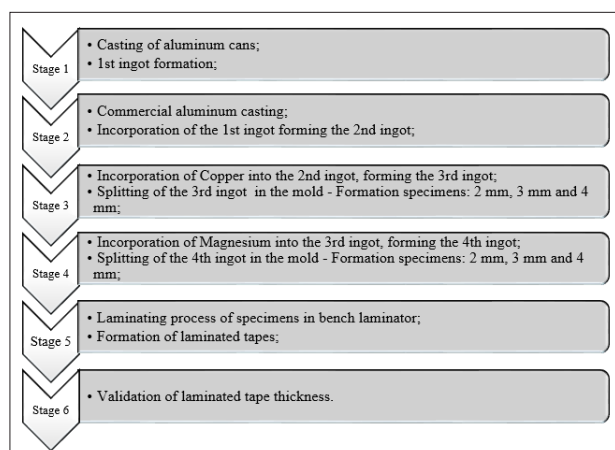 Stage 1
• Casting of aluminum cans;
• 1st ingot formation;
Stage 2
• Commercial aluminum casting;
• Incorporation of the 1st ingot forming the 2nd ingot;
Stage 3
• Incorporation of Copper into the 2nd ingot, forming the 3rd ingot;
• Splitting of the 3rd ingot in the mold - Formation specimens: 2 mm, 3 mm and 4
mm;
Stage 4
• Incorporation of Magnesium into the 3rd ingot, forming the 4th ingot;
• Splitting of the 4th ingot in the mold - Formation specimens: 2 mm, 3 mm and 4
mm;
Stage 5
• Laminating process of specimens in bench laminator;
• Formation of laminated tapes;
Stage 6
• Validation of laminated tape thickness.